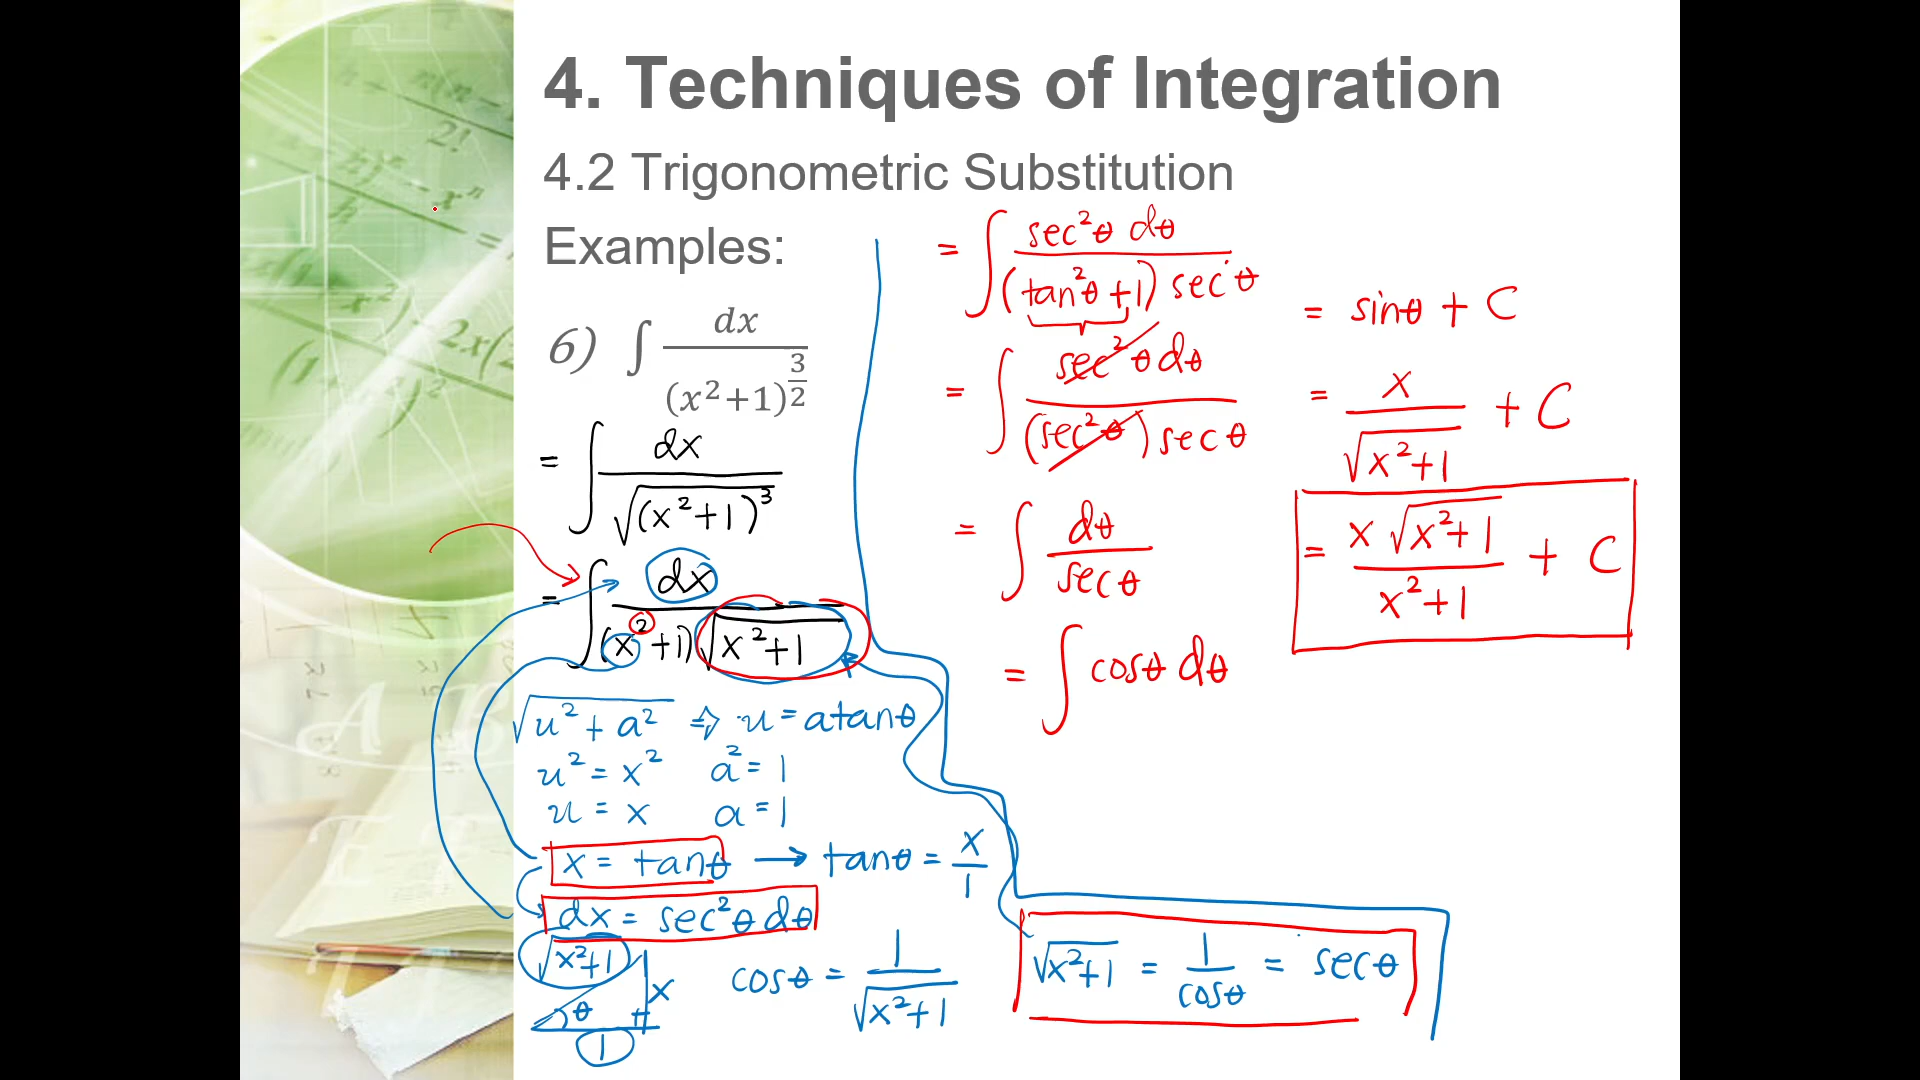 4. Techniques of Integration
4.2 Trigonometric Substitution
Examples:
6) ∫ dx / (x²+1)^(3/2)
= ∫ dx / √(x²+1)³
= ∫ dx / (x²+1)√x²+1
√u²+a² ⇒ u = atanθ
u² = x² a² = 1
u = x a = 1
x = tanθ → tanθ = x/1
dx = sec²θ dθ
√x²+1 x θ 1
cosθ = 1/√x²+1
√x²+1 = 1/cosθ = secθ
= ∫ sec²θ dθ / (tan²θ+1) secθ
= ∫ sec²θ dθ / (sec²θ) secθ
= ∫ dθ / secθ
= ∫ cosθ dθ
= sinθ + C
= x/√x²+1 + C
= x√x²+1 / x²+1 + C